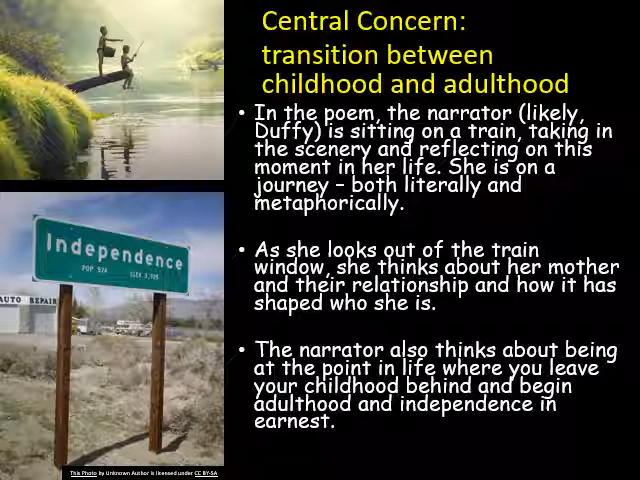 Central Concern:
transition between
childhood and adulthood
• In the poem, the narrator (likely,
Duffy) is sitting on a train, taking in
the scenery and reflecting on this
moment in her life. She is on a
journey – both literally and
metaphorically.
• As she looks out of the train
window, she thinks about her mother
and their relationship and how it has
shaped who she is.
• The narrator also thinks about being
at the point in life where you leave
your childhood behind and begin
adulthood and independence in
earnest.
Independence
POP 574
ELEV 3,925
AUTO REPAIR
This Photo by Unknown Author is licensed under CC BY-SA